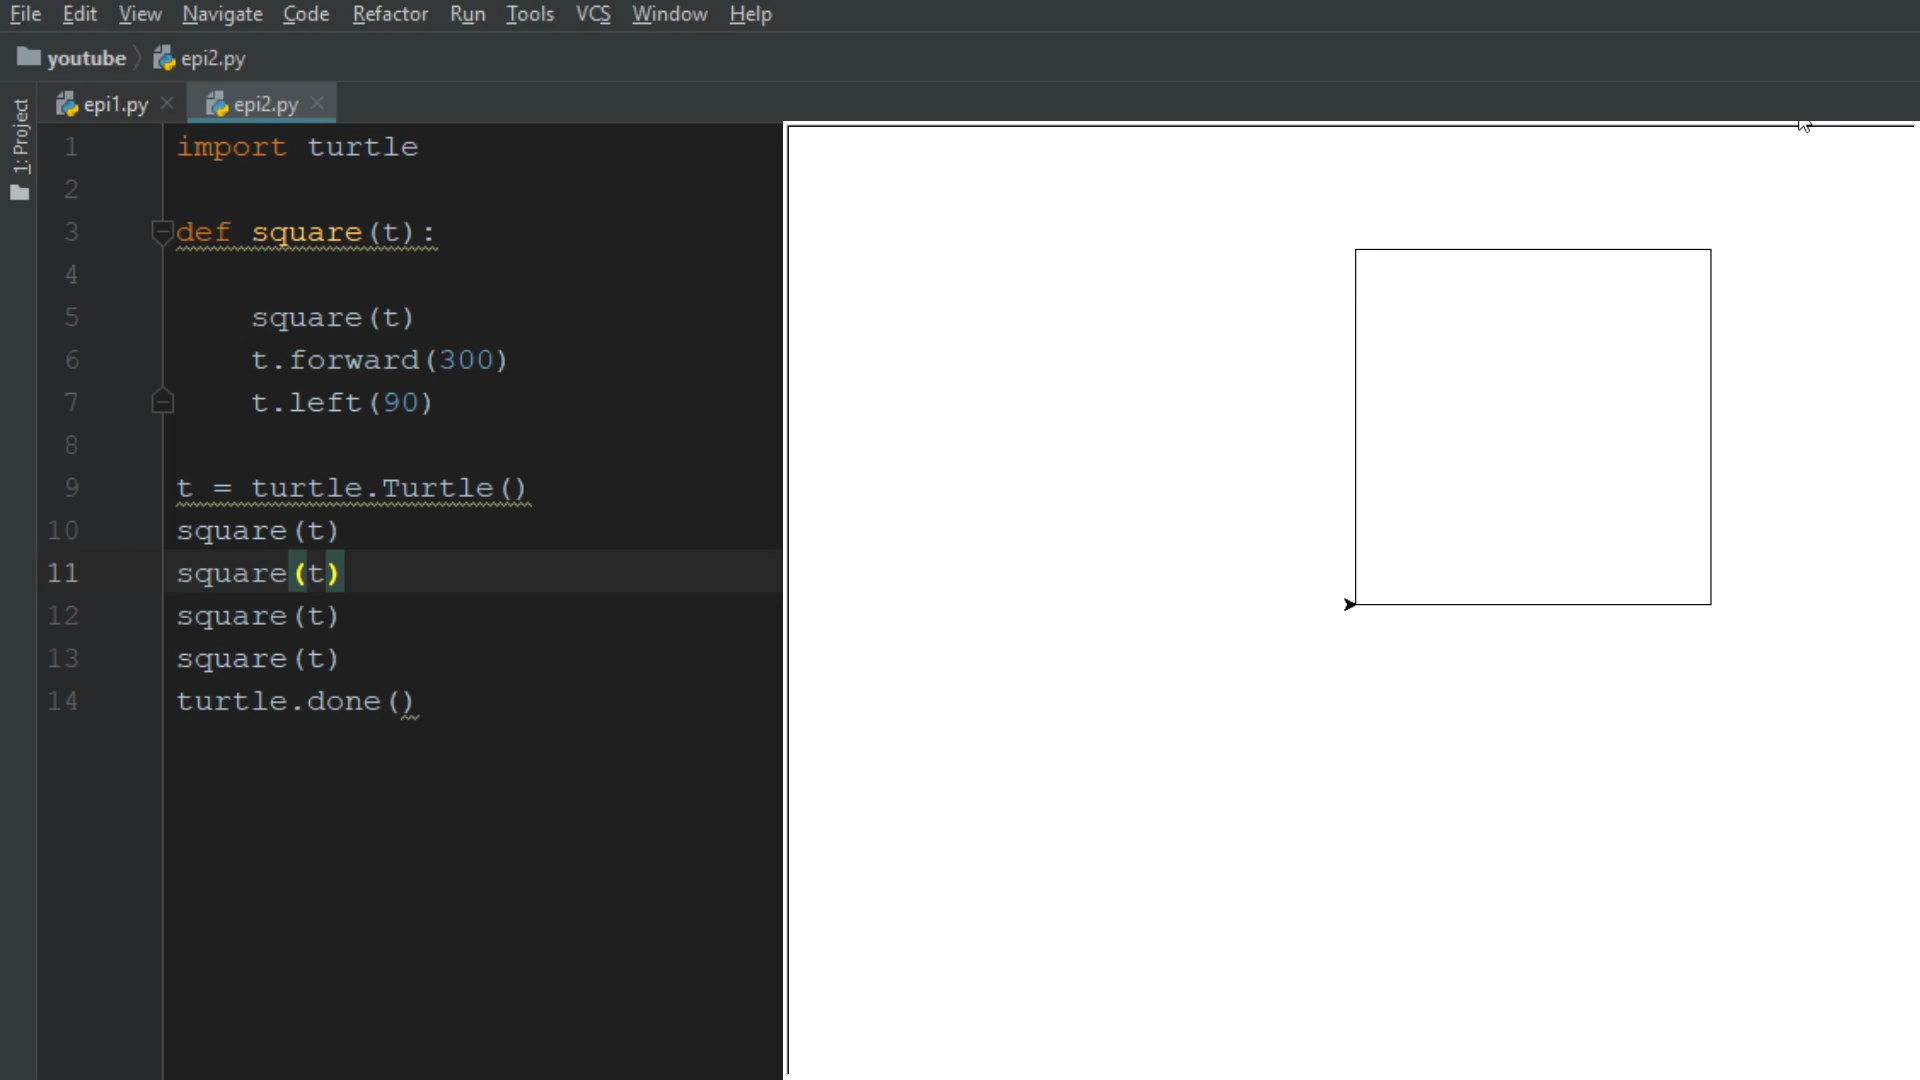 File Edit View Navigate Code Refactor Run Tools VCS Window Help
youtube epi2.py
1: Project
epi1.py epi2.py
1 import turtle
2
3 def square(t):
4
5 square(t)
6 t.forward(300)
7 t.left(90)
8
9 t = turtle.Turtle()
10 square(t)
11 square(t)
12 square(t)
13 square(t)
14 turtle.done()